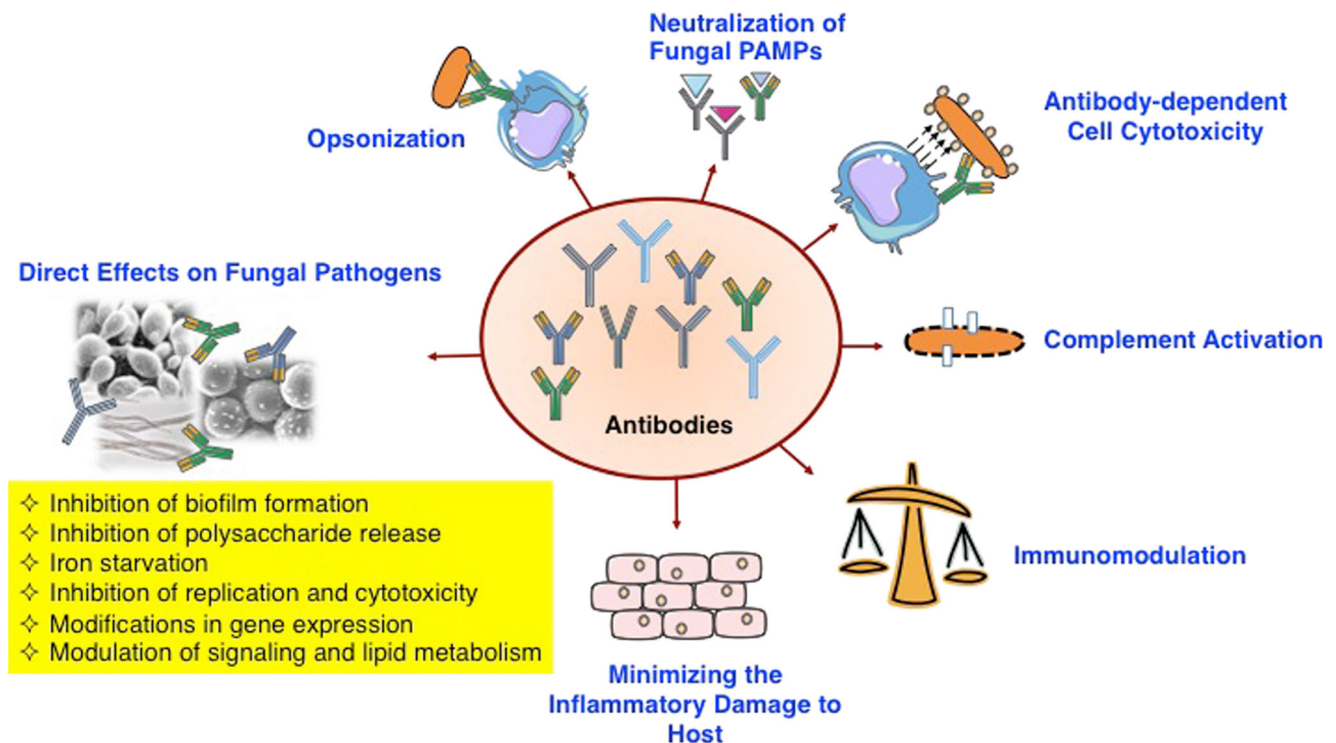 Neutralization of
Fungal PAMPs
Opsonization
Antibody-dependent
Cell Cytotoxicity
Direct Effects on Fungal Pathogens
Complement Activation
Antibodies
✧ Inhibition of biofilm formation
✧ Inhibition of polysaccharide release
✧ Iron starvation
✧ Inhibition of replication and cytotoxicity
✧ Modifications in gene expression
✧ Modulation of signaling and lipid metabolism
Immunomodulation
Minimizing the
Inflammatory Damage to
Host